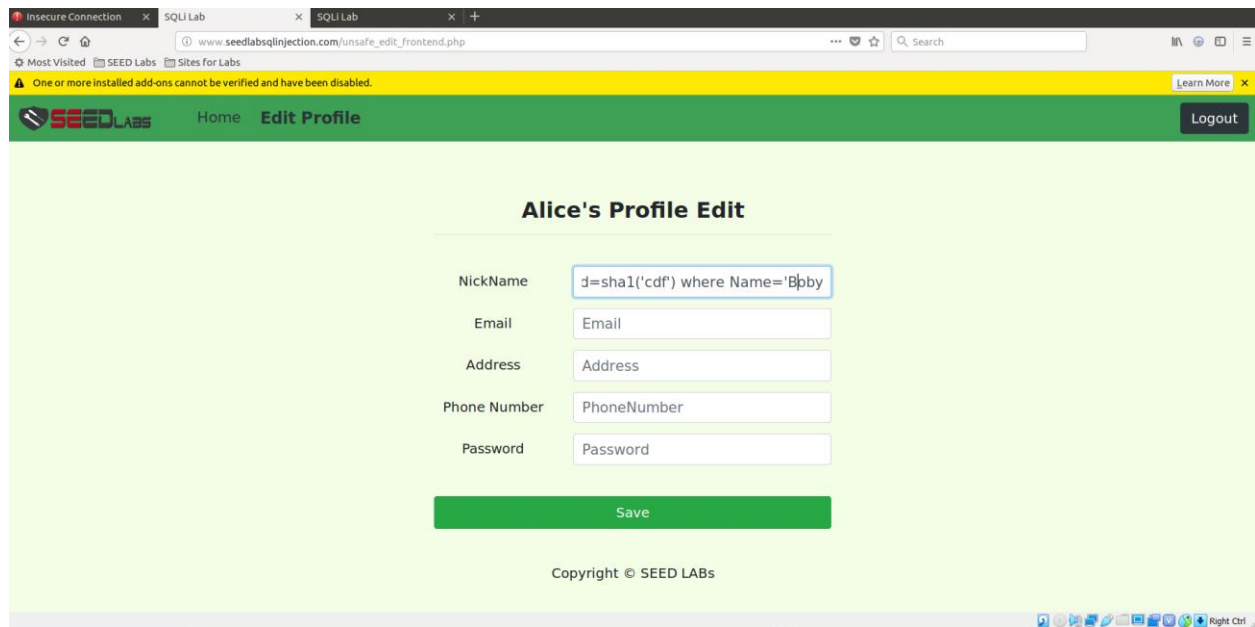 Insecure Connection × SQLi Lab × SQLi Lab × +
www.seedlabsqlinjection.com/unsafe_edit_frontend.php ••• Search
Most Visited SEED Labs Sites for Labs
One or more installed add-ons cannot be verified and have been disabled. Learn More ×
SEEDLABS Home Edit Profile Logout
Alice's Profile Edit
NickName d=sha1('cdf') where Name='Boby
Email Email
Address Address
Phone Number PhoneNumber
Password Password
Save
Copyright © SEED LABs
Right Ctrl